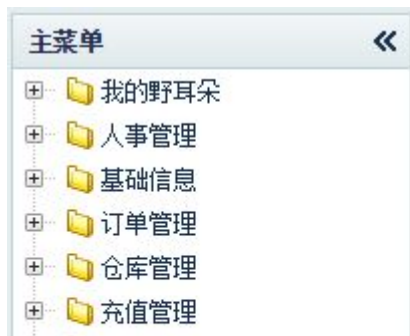 主菜单
我的野耳朵
人事管理
基础信息
订单管理
仓库管理
充值管理